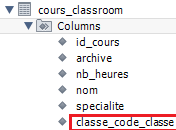 cours_classroom
Columns
id_cours
archive
nb_heures
nom
specialite
classe_code_classe